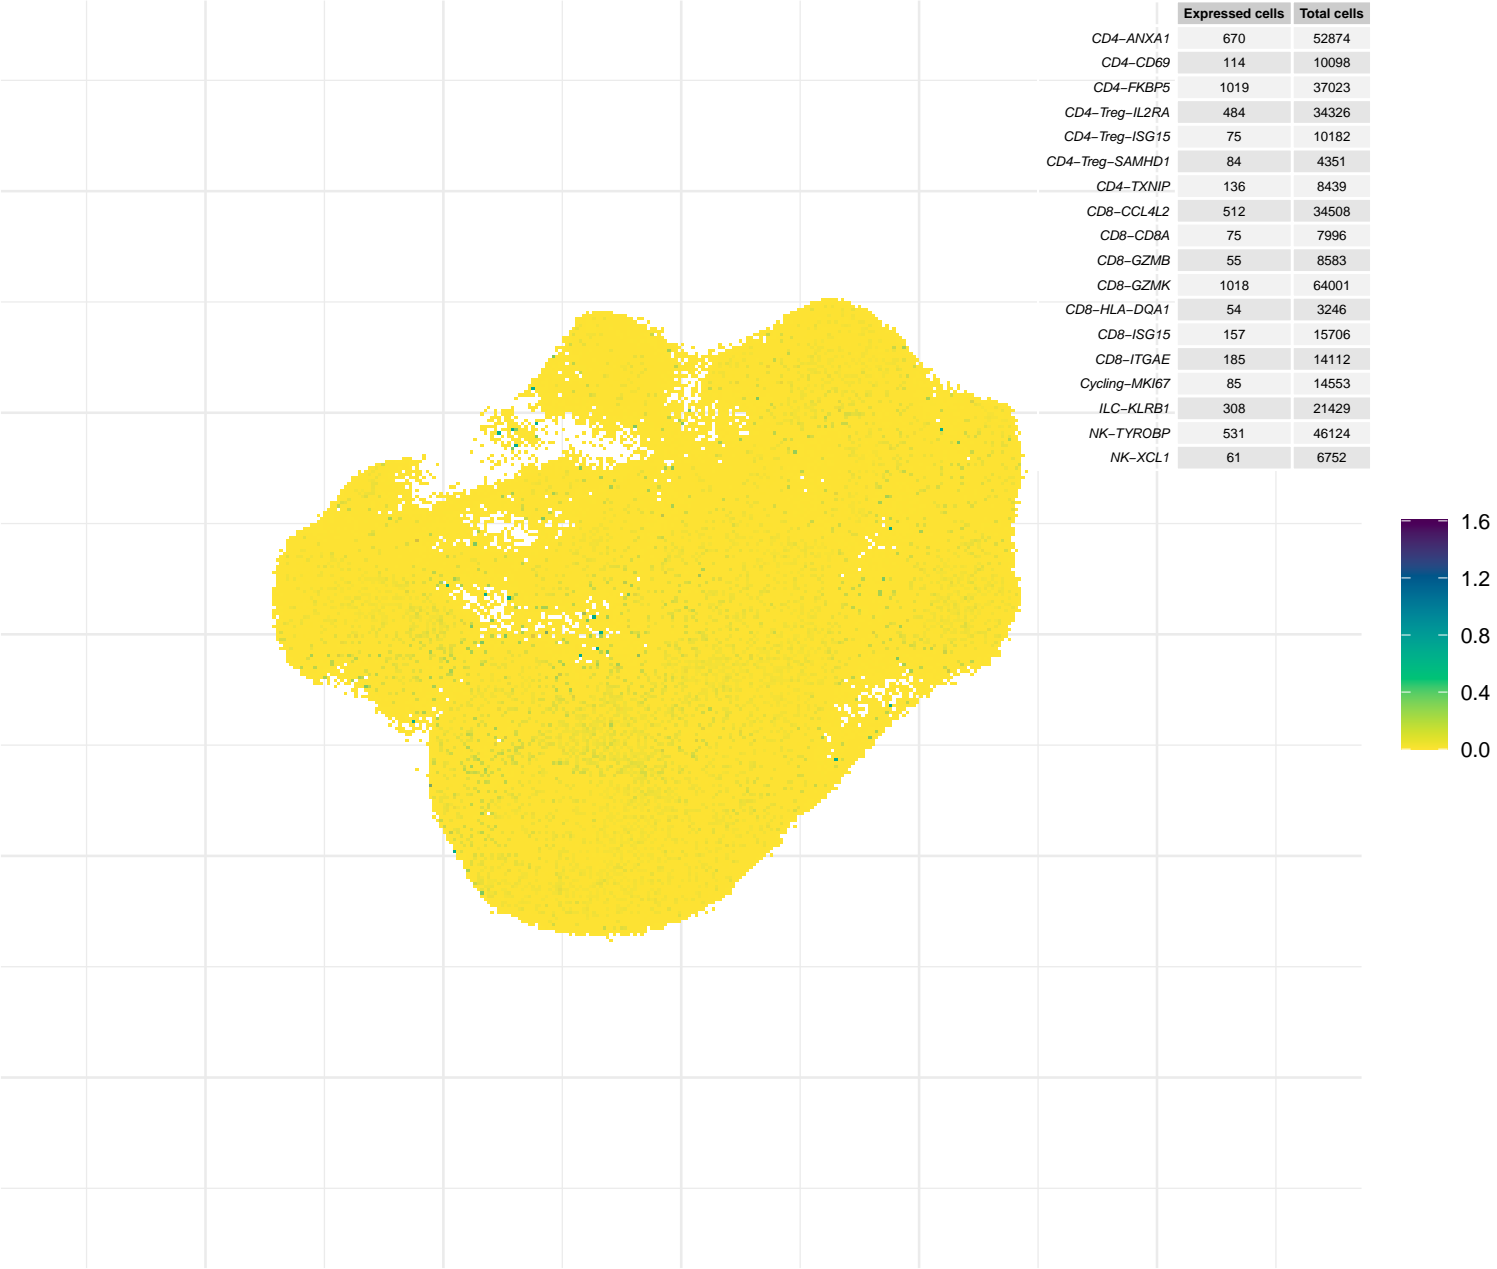 Expressed cells Total cells
CD4−ANXA1 670 52874
CD4−CD69 114 10098
CD4−FKBP5 1019 37023
CD4−Treg−IL2RA 484 34326
CD4−Treg−ISG15 75 10182
CD4−Treg−SAMHD1 84 4351
CD4−TXNIP 136 8439
CD8−CCL4L2 512 34508
CD8−CD8A 75 7996
CD8−GZMB 55 8583
CD8−GZMK 1018 64001
CD8−HLA−DQA1 54 3246
CD8−ISG15 157 15706
CD8−ITGAE 185 14112
Cycling−MKI67 85 14553
ILC−KLRB1 308 21429
NK−TYROBP 531 46124
NK−XCL1 61 6752
1.6
1.2
0.8
0.4
0.0